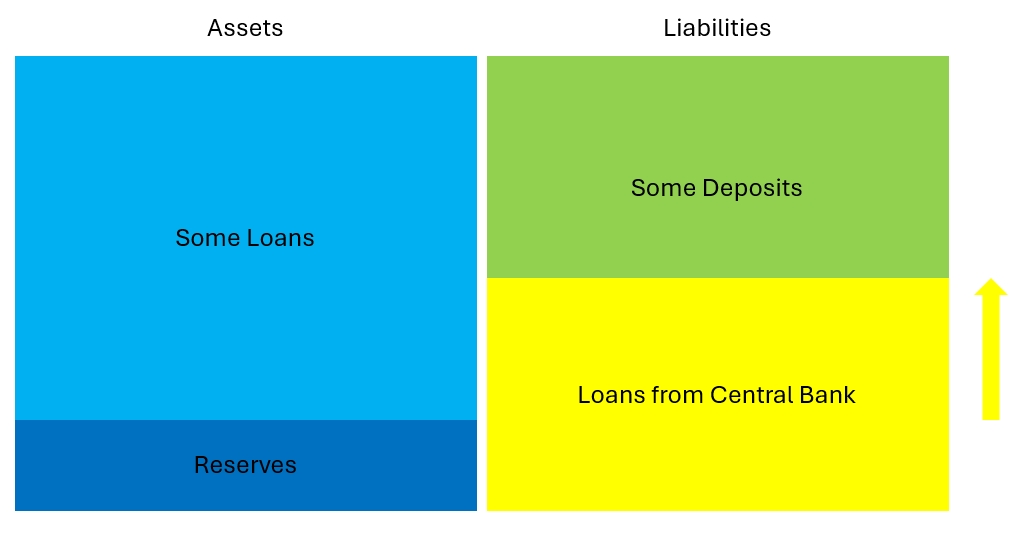 Assets
Liabilities
Some Loans
Some Deposits
Loans from Central Bank
Reserves